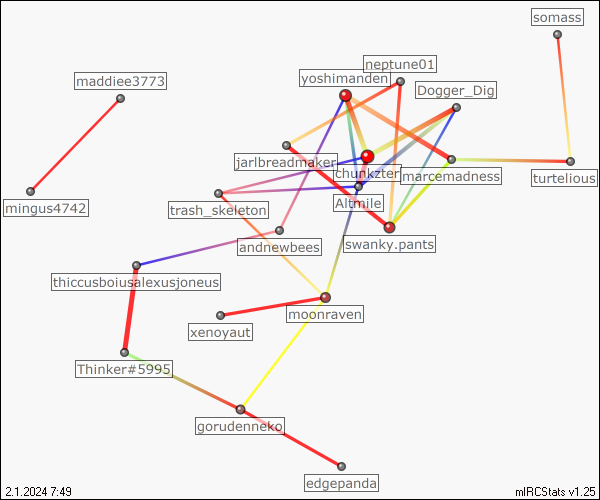 somass
neptune01
yoshimanden
maddiee3773
Dogger_Dig
jarlbreadmaker
chunkzter
marcemadness
turtelious
mingus4742
trash_skeleton
Altmile
andnewbees
swanky.pants
thiccusboiusalexusjoneus
moonraven
xenoyaut
Thinker#5995
gorudenneko
edgepanda
2.1.2024 7:49
mIRCStats v1.25